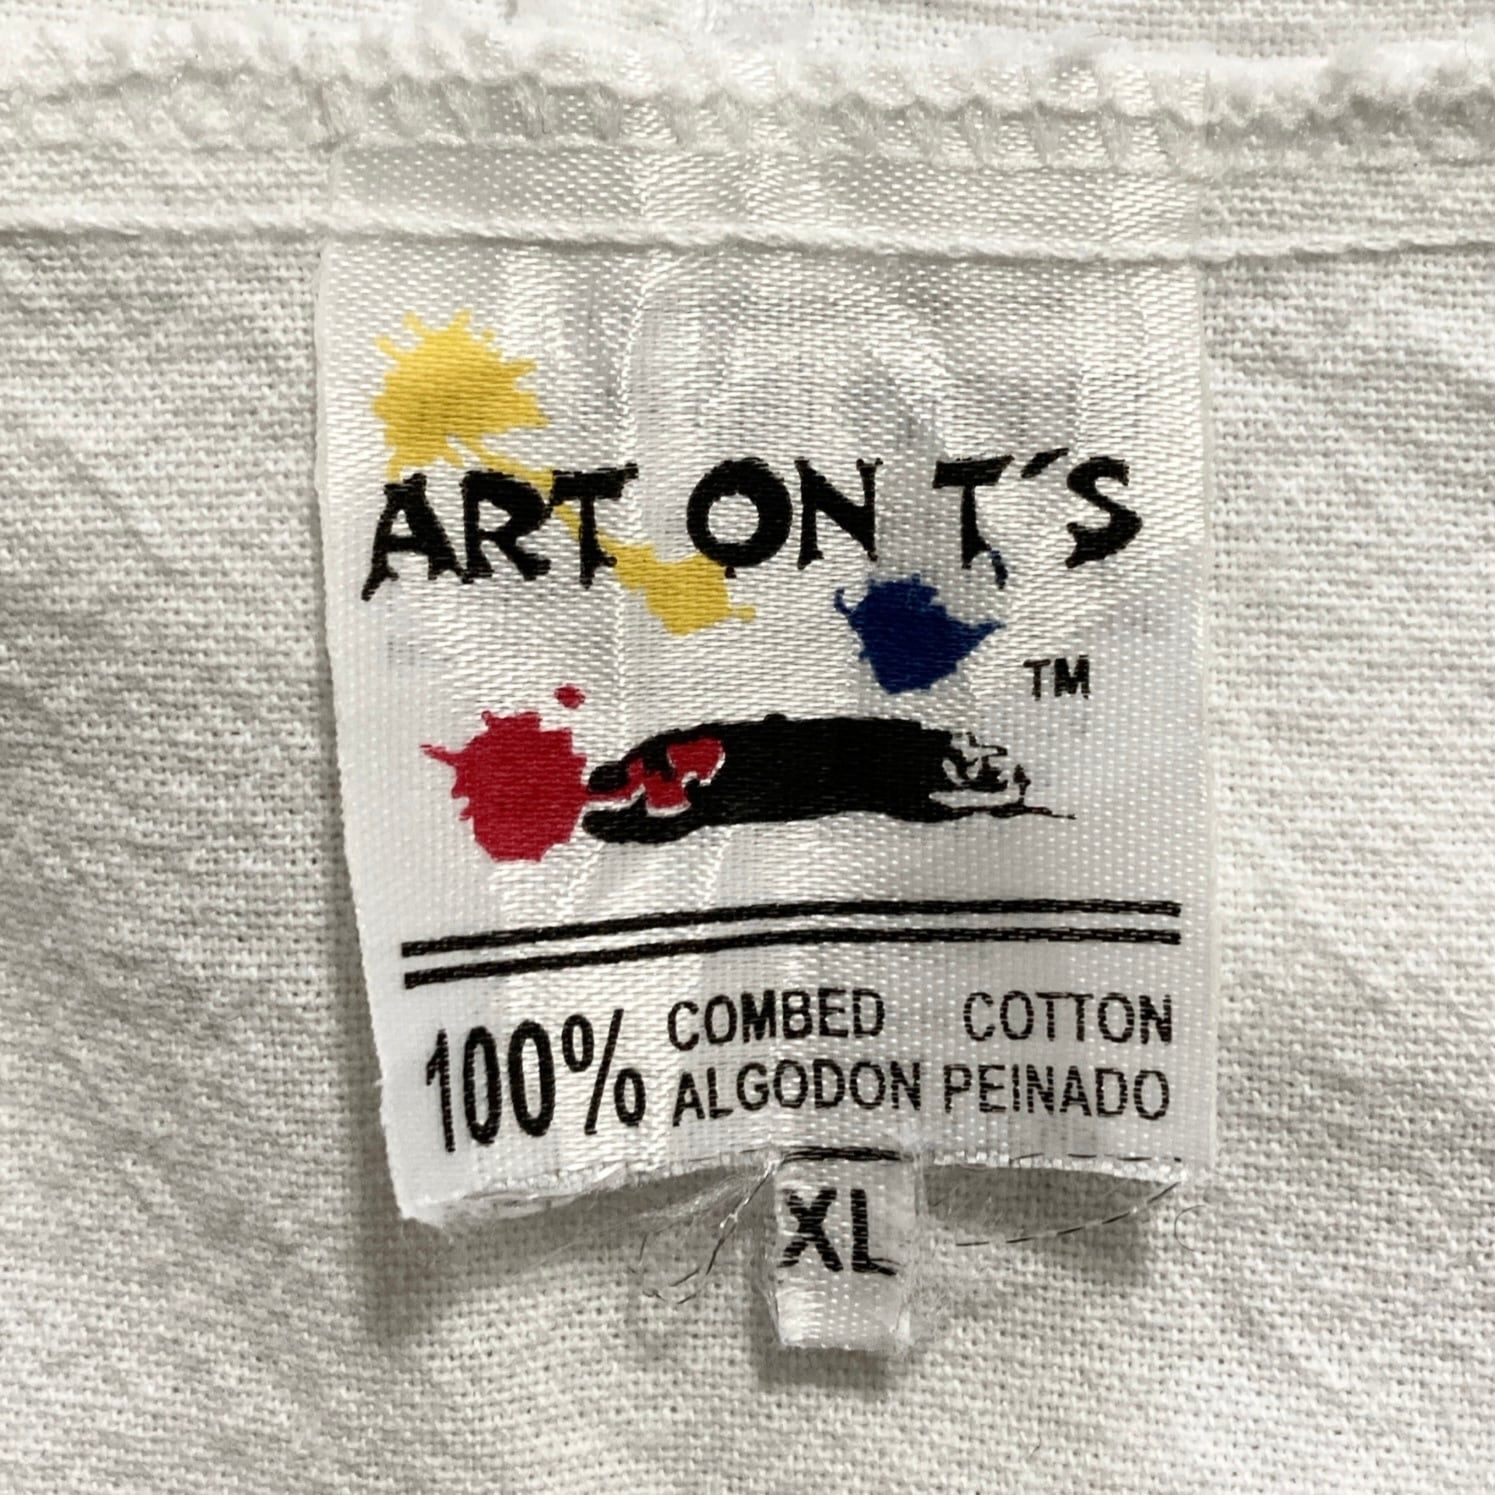 ART ON T´S
TM
100% COMBED COTTON
ALGODON PEINADO
XL